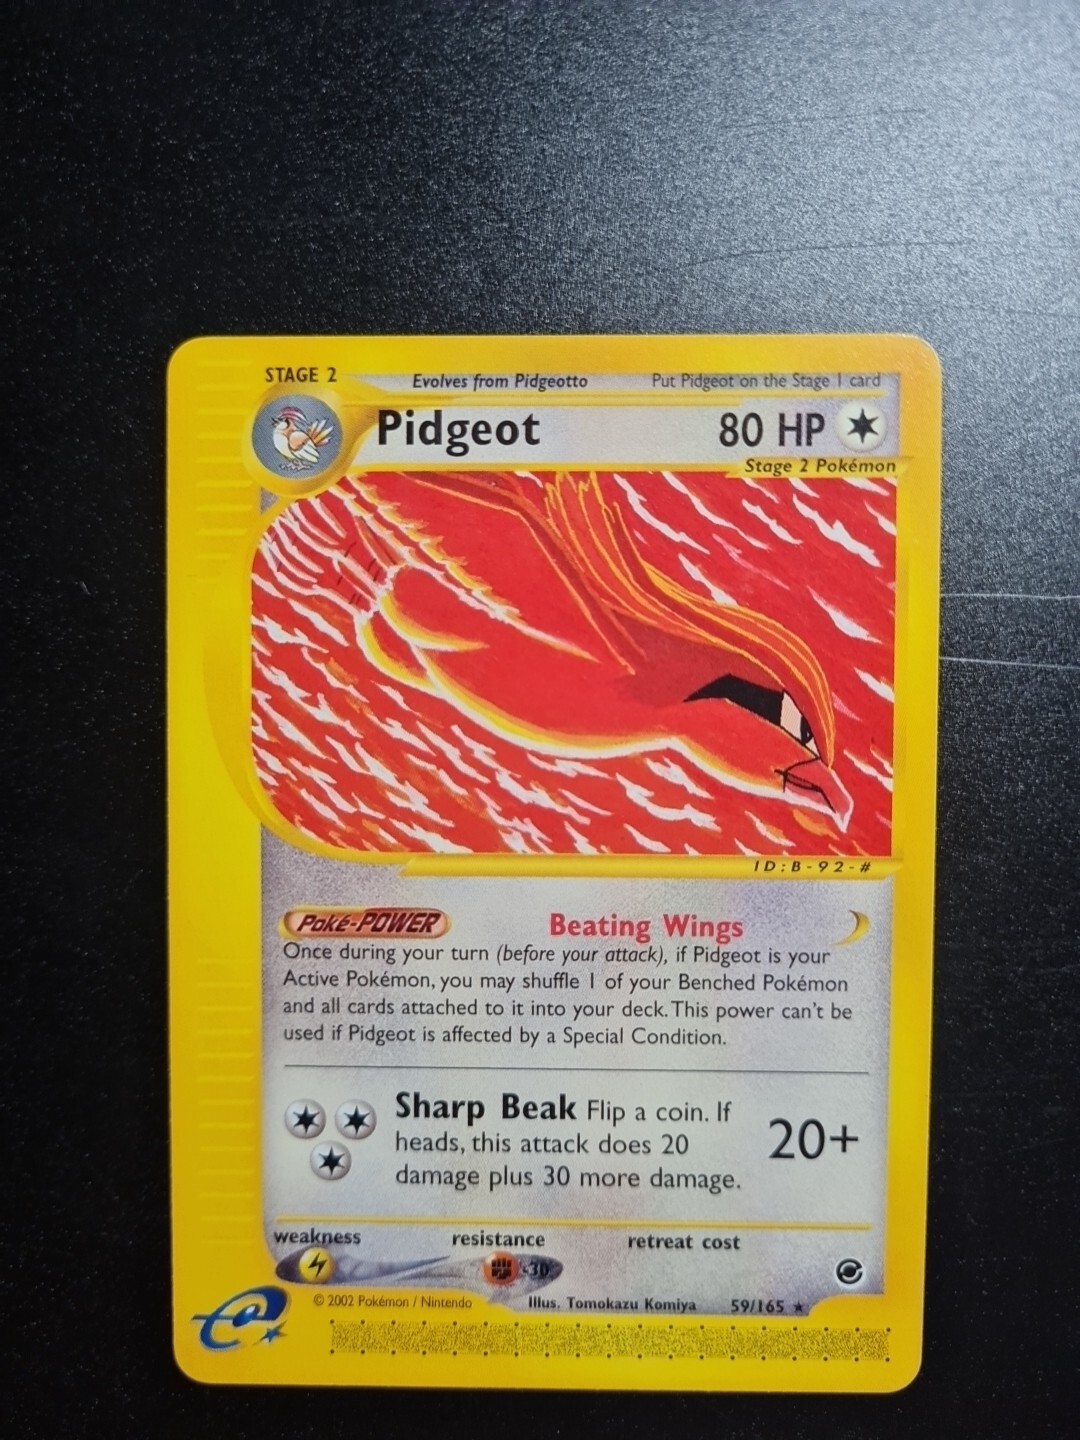 STAGE 2
Evolves from Pidgeotto
Put Pidgeot on the Stage 1 card
Pidgeot
80 HP
Stage 2 Pokémon
ID:B-92-#
Poké-POWER
Beating Wings
Once during your turn (before your attack), if Pidgeot is your
Active Pokémon, you may shuffle 1 of your Benched Pokémon
and all cards attached to it into your deck. This power can't be
used if Pidgeot is affected by a Special Condition.
Sharp Beak Flip a coin. If
heads, this attack does 20
damage plus 30 more damage.
20+
weakness
resistance
retreat cost
-30
e
© 2002 Pokémon / Nintendo
Illus. Tomokazu Komiya
59/165 ★